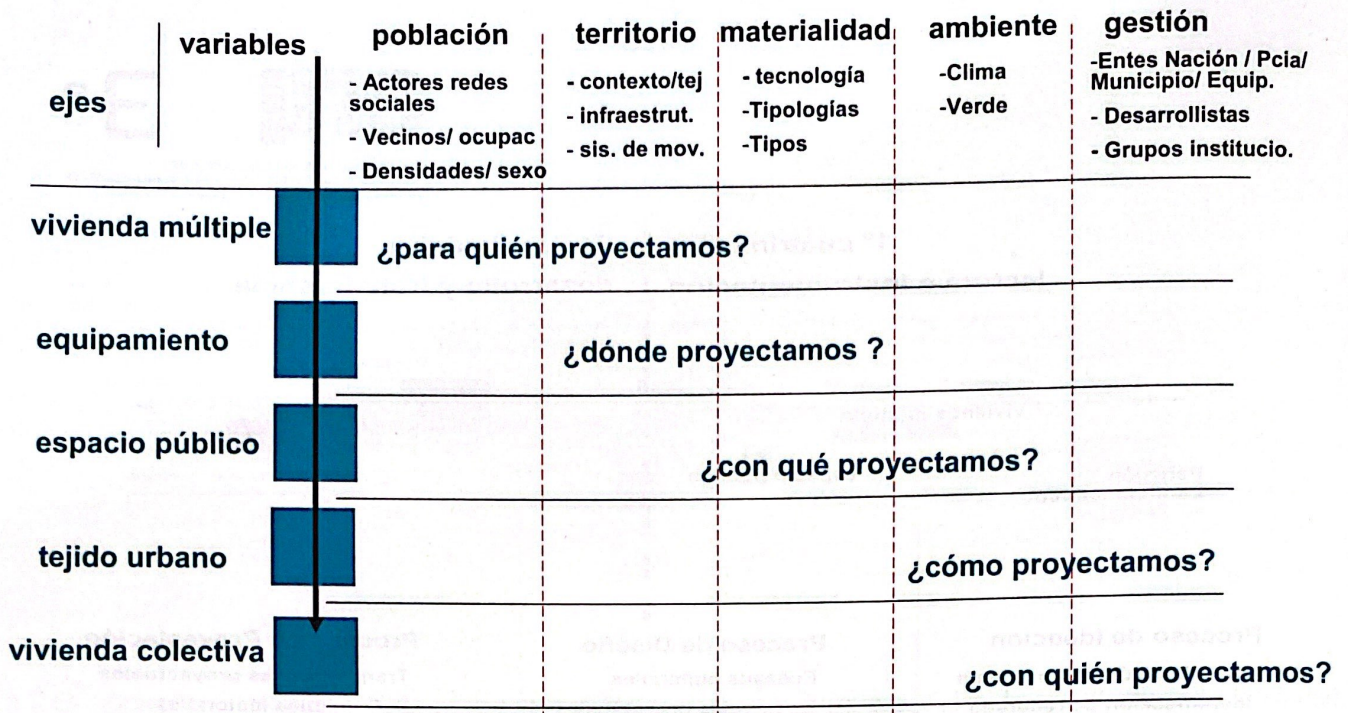 variables
ejes
población
- Actores redes
sociales
- Vecinos/ ocupac
- Densidades/ sexo
territorio
- contexto/tej
- infraestrut.
- sis. de mov.
materialidad
- tecnología
-Tipologías
-Tipos
ambiente
-Clima
-Verde
gestión
-Entes Nación / Pcia/
Municipio/ Equip.
- Desarrollistas
- Grupos institucio.
vivienda múltiple
¿para quién proyectamos?
equipamiento
¿dónde proyectamos ?
espacio público
¿con qué proyectamos?
tejido urbano
¿cómo proyectamos?
vivienda colectiva
¿con quién proyectamos?